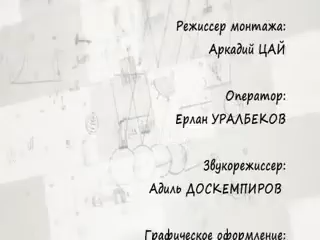 Режиссер монтажа:
Аркадий ЦАЙ
Оператор:
Ерлан УРАЛБЕКОВ
Звукорежиссер:
Адиль ДОСКЕМПИРОВ
Графическое оформление: